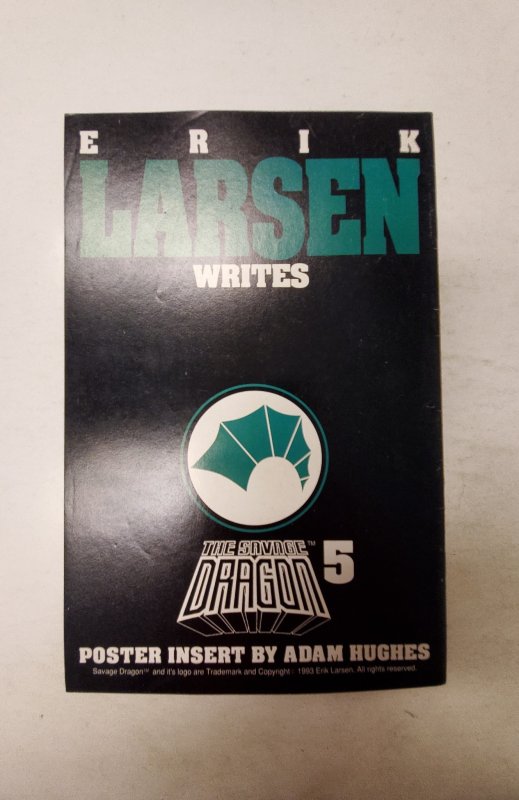 ERIK
LARSEN
WRITES
THE SAVAGE™
DRAGON 5
POSTER INSERT BY ADAM HUGHES
Savage Dragon™ and it's logo are Trademark and Copyright : 1993 Erik Larsen. All rights reserved.